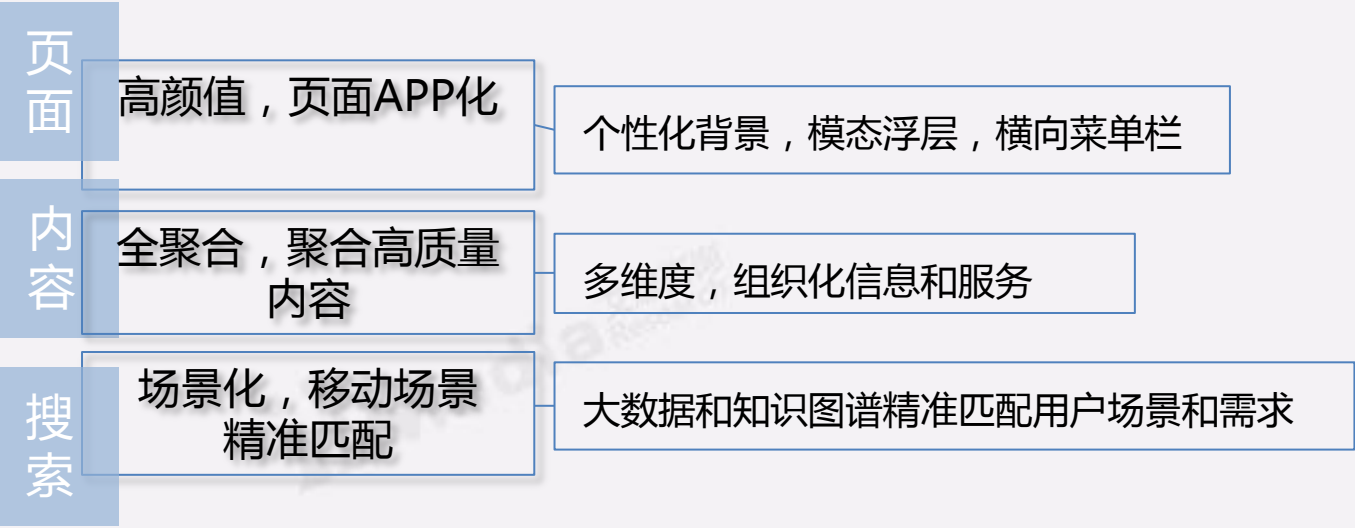 页面
高颜值，页面APP化
个性化背景，模态浮层，横向菜单栏
内容
全聚合，聚合高质量
内容
多维度，组织化信息和服务
搜索
场景化，移动场景
精准匹配
大数据和知识图谱精准匹配用户场景和需求